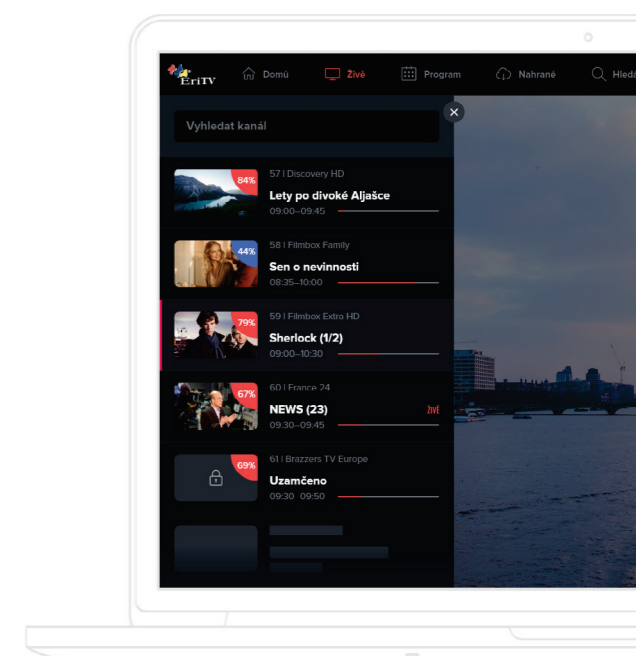 EriTV
Domů
Živě
Program
Nahrané
Hledá
Vyhledat kanál
84%
57 | Discovery HD
Lety po divoké Aljašce
09:00–09:45
44%
58 | Filmbox Family
Sen o nevinnosti
08:35–10:00
79%
59 | Filmbox Extro HD
Sherlock (1/2)
09:00–10:30
67%
60 | France 24
NEWS (23)
ŽIVĚ
09:30–09:45
69%
61 | Brazzers TV Europe
Uzamčeno
09:30 09:50